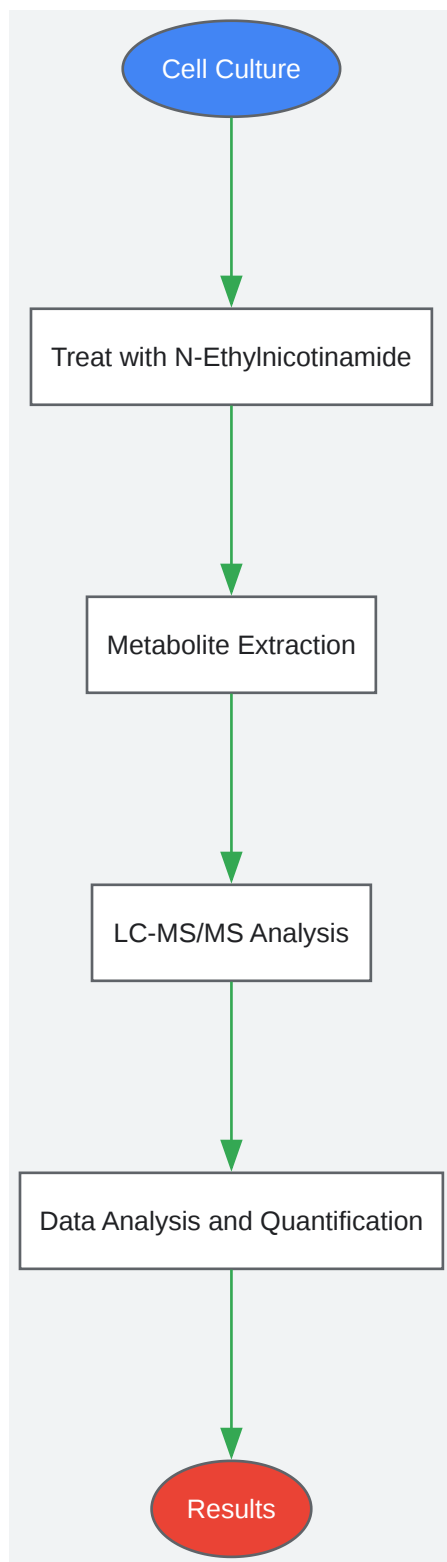 Cell Culture
Treat with N-Ethylnicotinamide
Metabolite Extraction
LC-MS/MS Analysis
Data Analysis and Quantification
Results